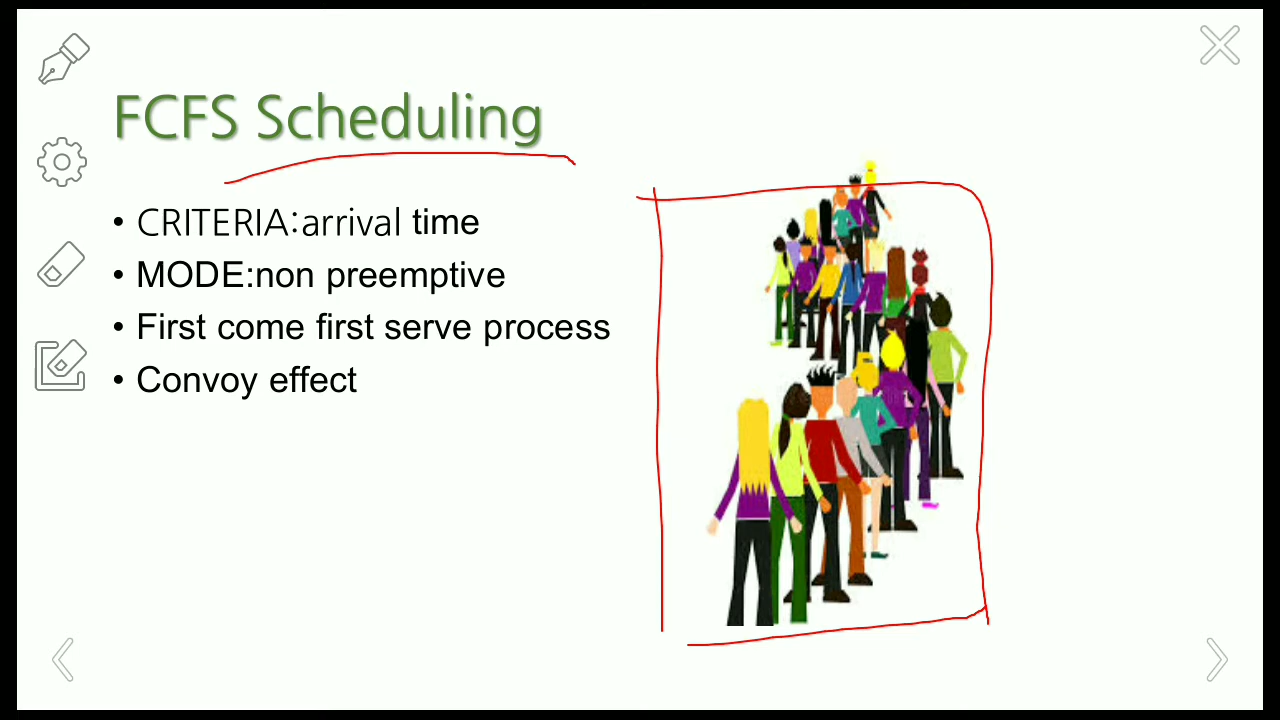 FCFS Scheduling
• CRITERIA:arrival time
• MODE:non preemptive
• First come first serve process
• Convoy effect